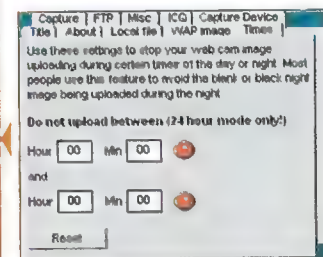 Capture | FTP | Misc | ICQ | Capture Device
Title | About | Local file | WAP image Times
Use these settings to stop your web cam image
uploading during certain times of the day or night Most
people use this feature to avoid the blank or black night
image being uploaded during the night
Do not upload between (24 hour mode only!)
Hour 00 Min 00
and
Hour 00 Min 00
Reset